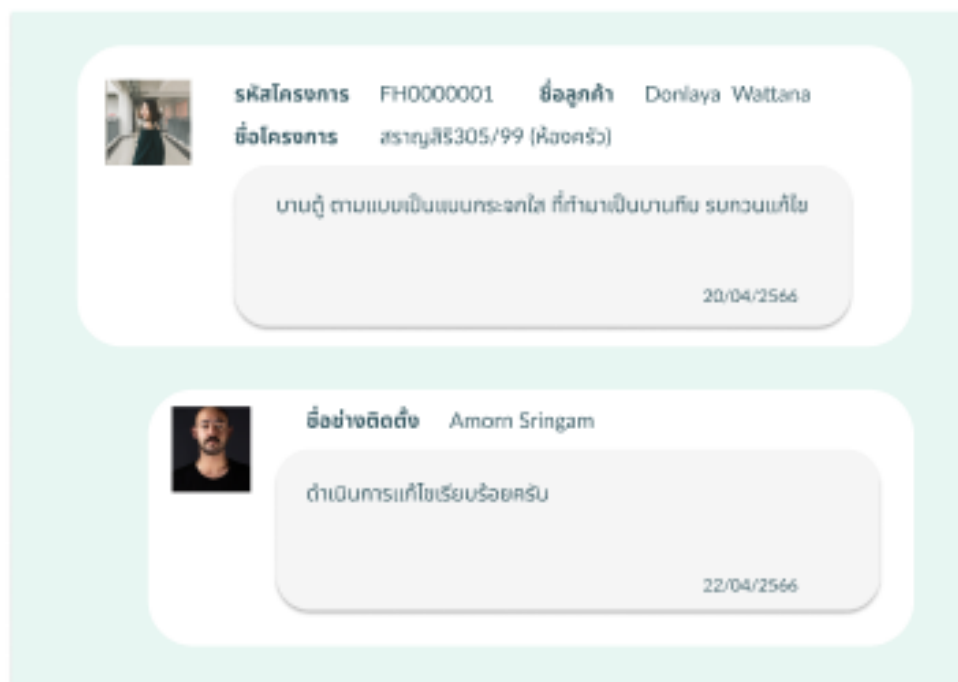 รหัสโครงการ FH0000001 ชื่อลูกค้า Donlaya Wattana
ชื่อโครงการ สราญสิริ305/99 (ห้องครัว)
บานตู้ ตามแบบเป็นแบบกระจกใส ที่ทำมาเป็นบานทึบ รบกวนแก้ไข
20/04/2566
ชื่อช่างติดตั้ง Amorn Sringam
ดำเนินการแก้ไขเรียบร้อยครับ
22/04/2566